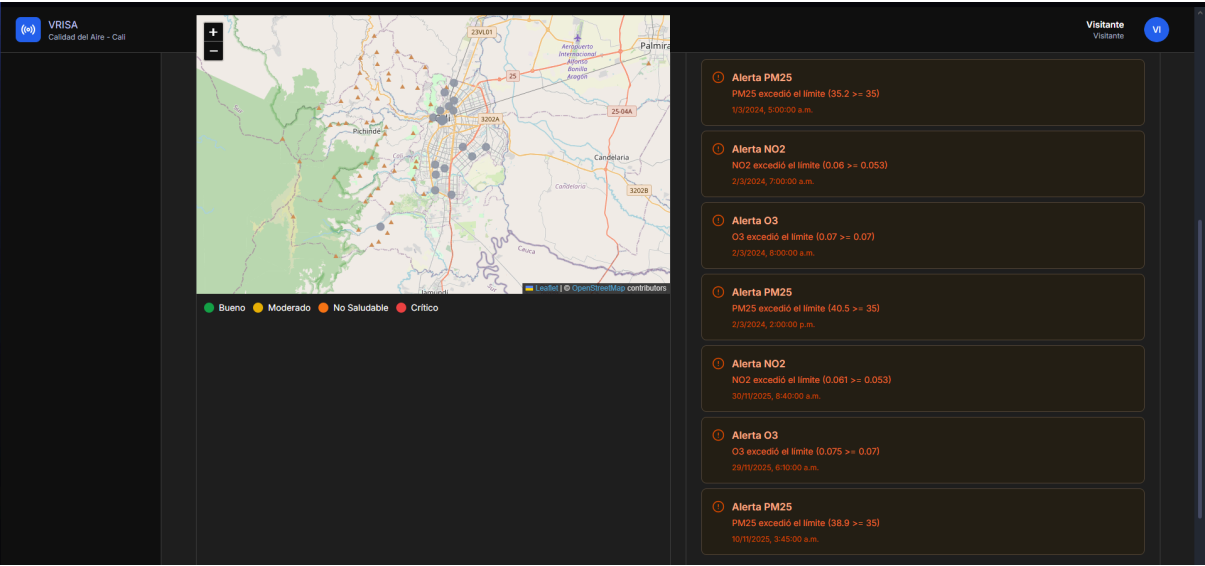 VRISA
Calidad del Aire - Cali
Visitante
Visitante
VI
+
−
23VL01
Aeropuerto
Internacional
Alfonso
Bonilla
Aragón
Palmira
25
25-04A
Cali
3202A
Pichindé
Cali
Candelaria
Candelaria
3202B
Cauca
Jamundí
Leaflet | © OpenStreetMap contributors
Bueno Moderado No Saludable Crítico
Alerta PM25
PM25 excedió el límite (35.2 >= 35)
1/3/2024, 5:00:00 a.m.
Alerta NO2
NO2 excedió el límite (0.06 >= 0.053)
2/3/2024, 7:00:00 a.m.
Alerta O3
O3 excedió el límite (0.07 >= 0.07)
2/3/2024, 8:00:00 a.m.
Alerta PM25
PM25 excedió el límite (40.5 >= 35)
2/3/2024, 2:00:00 p.m.
Alerta NO2
NO2 excedió el límite (0.061 >= 0.053)
30/11/2025, 8:40:00 a.m.
Alerta O3
O3 excedió el límite (0.075 >= 0.07)
29/11/2025, 6:10:00 a.m.
Alerta PM25
PM25 excedió el límite (38.9 >= 35)
10/11/2025, 3:45:00 a.m.